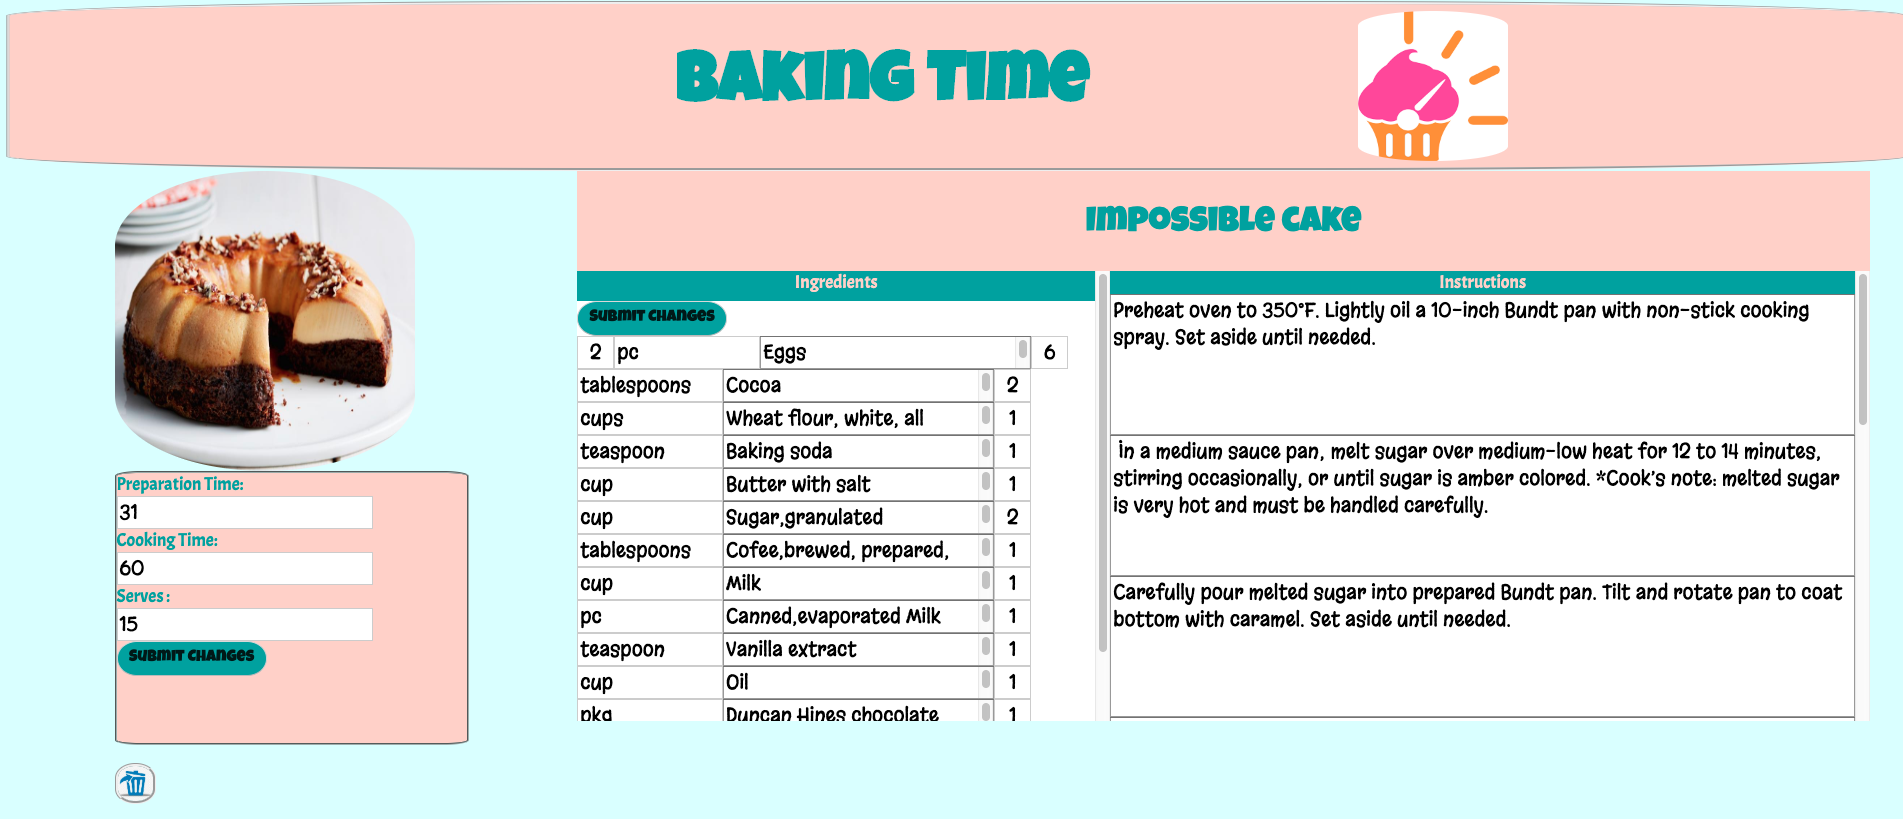 Baking Time
Impossible Cake
Ingredients
Submit Changes
2 pc Eggs 6
tablespoons Cocoa 2
cups Wheat flour, white, all 1
teaspoon Baking soda 1
cup Butter with salt 1
cup Sugar,granulated 2
tablespoons Cofee,brewed, prepared, 1
cup Milk 1
pc Canned,evaporated Milk 1
teaspoon Vanilla extract 1
cup Oil 1
pkg Duncan Hines chocolate 1
Instructions
Preheat oven to 350°F. Lightly oil a 10-inch Bundt pan with non-stick cooking
spray. Set aside until needed.
In a medium sauce pan, melt sugar over medium-low heat for 12 to 14 minutes,
stirring occasionally, or until sugar is amber colored. *Cook's note: melted sugar
is very hot and must be handled carefully.
Carefully pour melted sugar into prepared Bundt pan. Tilt and rotate pan to coat
bottom with caramel. Set aside until needed.
Preparation Time:
31
Cooking Time:
60
Serves :
15
Submit Changes